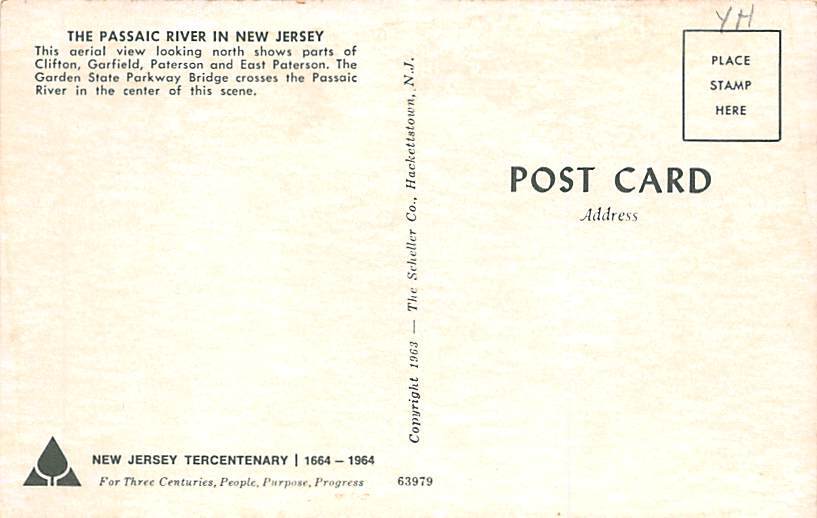 THE PASSAIC RIVER IN NEW JERSEY
This aerial view looking north shows parts of
Clifton, Garfield, Paterson and East Paterson. The
Garden State Parkway Bridge crosses the Passaic
River in the center of this scene.
NEW JERSEY TERCENTENARY | 1664 – 1964
For Three Centuries, People, Purpose, Progress
63979
Copyright 1963 — The Scheller Co., Hackettstown, N.J.
YH
PLACE
STAMP
HERE
POST CARD
Address